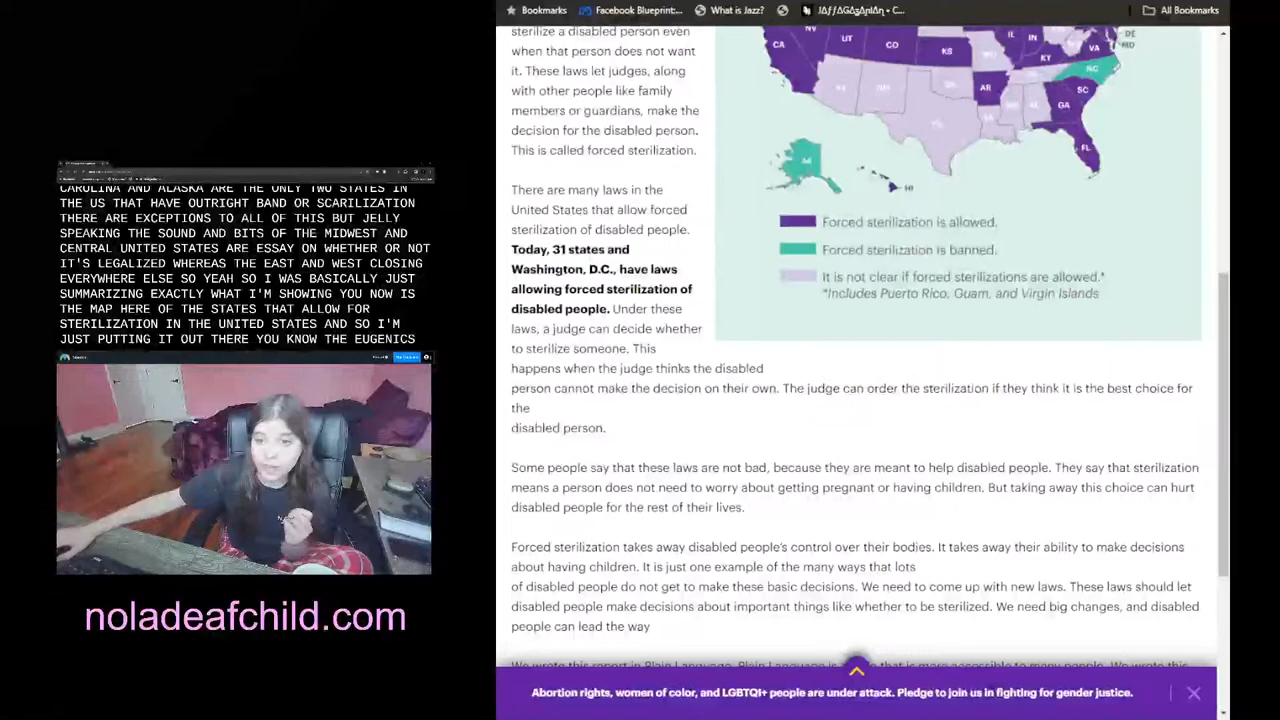 Bookmarks
Facebook Blueprint:...
What is Jazz?
All Bookmarks
CAROLINA AND ALASKA ARE THE ONLY TWO STATES IN
THE US THAT HAVE OUTRIGHT BAND OR SCARILIZATION
THERE ARE EXCEPTIONS TO ALL OF THIS BUT JELLY
SPEAKING THE SOUND AND BITS OF THE MIDWEST AND
CENTRAL UNITED STATES ARE ESSAY ON WHETHER OR NOT
IT'S LEGALIZED WHEREAS THE EAST AND WEST CLOSING
EVERYWHERE ELSE SO YEAH SO I WAS BASICALLY JUST
SUMMARIZING EXACTLY WHAT I'M SHOWING YOU NOW IS
THE MAP HERE OF THE STATES THAT ALLOW FOR
STERILIZATION IN THE UNITED STATES AND SO I'M
JUST PUTTING IT OUT THERE YOU KNOW THE EUGENICS
noladeafchild.com
sterilize a disabled person even
when that person does not want
it. These laws let judges, along
with other people like family
members or guardians, make the
decision for the disabled person.
This is called forced sterilization.
There are many laws in the
United States that allow forced
sterilization of disabled people.
Today, 31 states and
Washington, D.C., have laws
allowing forced sterilization of
disabled people. Under these
laws, a judge can decide whether
to sterilize someone. This
happens when the judge thinks the disabled
person cannot make the decision on their own. The judge can order the sterilization if they think it is the best choice for
the
disabled person.
NV
UT
CO
KS
CA
IL
IN
KY
VA
DE
MD
NC
SC
AR
GA
FL
HI
Forced sterilization is allowed.
Forced sterilization is banned.
It is not clear if forced sterilizations are allowed.*
*Includes Puerto Rico, Guam, and Virgin Islands
Some people say that these laws are not bad, because they are meant to help disabled people. They say that sterilization
means a person does not need to worry about getting pregnant or having children. But taking away this choice can hurt
disabled people for the rest of their lives.
Forced sterilization takes away disabled people's control over their bodies. It takes away their ability to make decisions
about having children. It is just one example of the many ways that lots
of disabled people do not get to make these basic decisions. We need to come up with new laws. These laws should let
disabled people make decisions about important things like whether to be sterilized. We need big changes, and disabled
people can lead the way
Abortion rights, women of color, and LGBTQI+ people are under attack. Pledge to join us in fighting for gender justice.